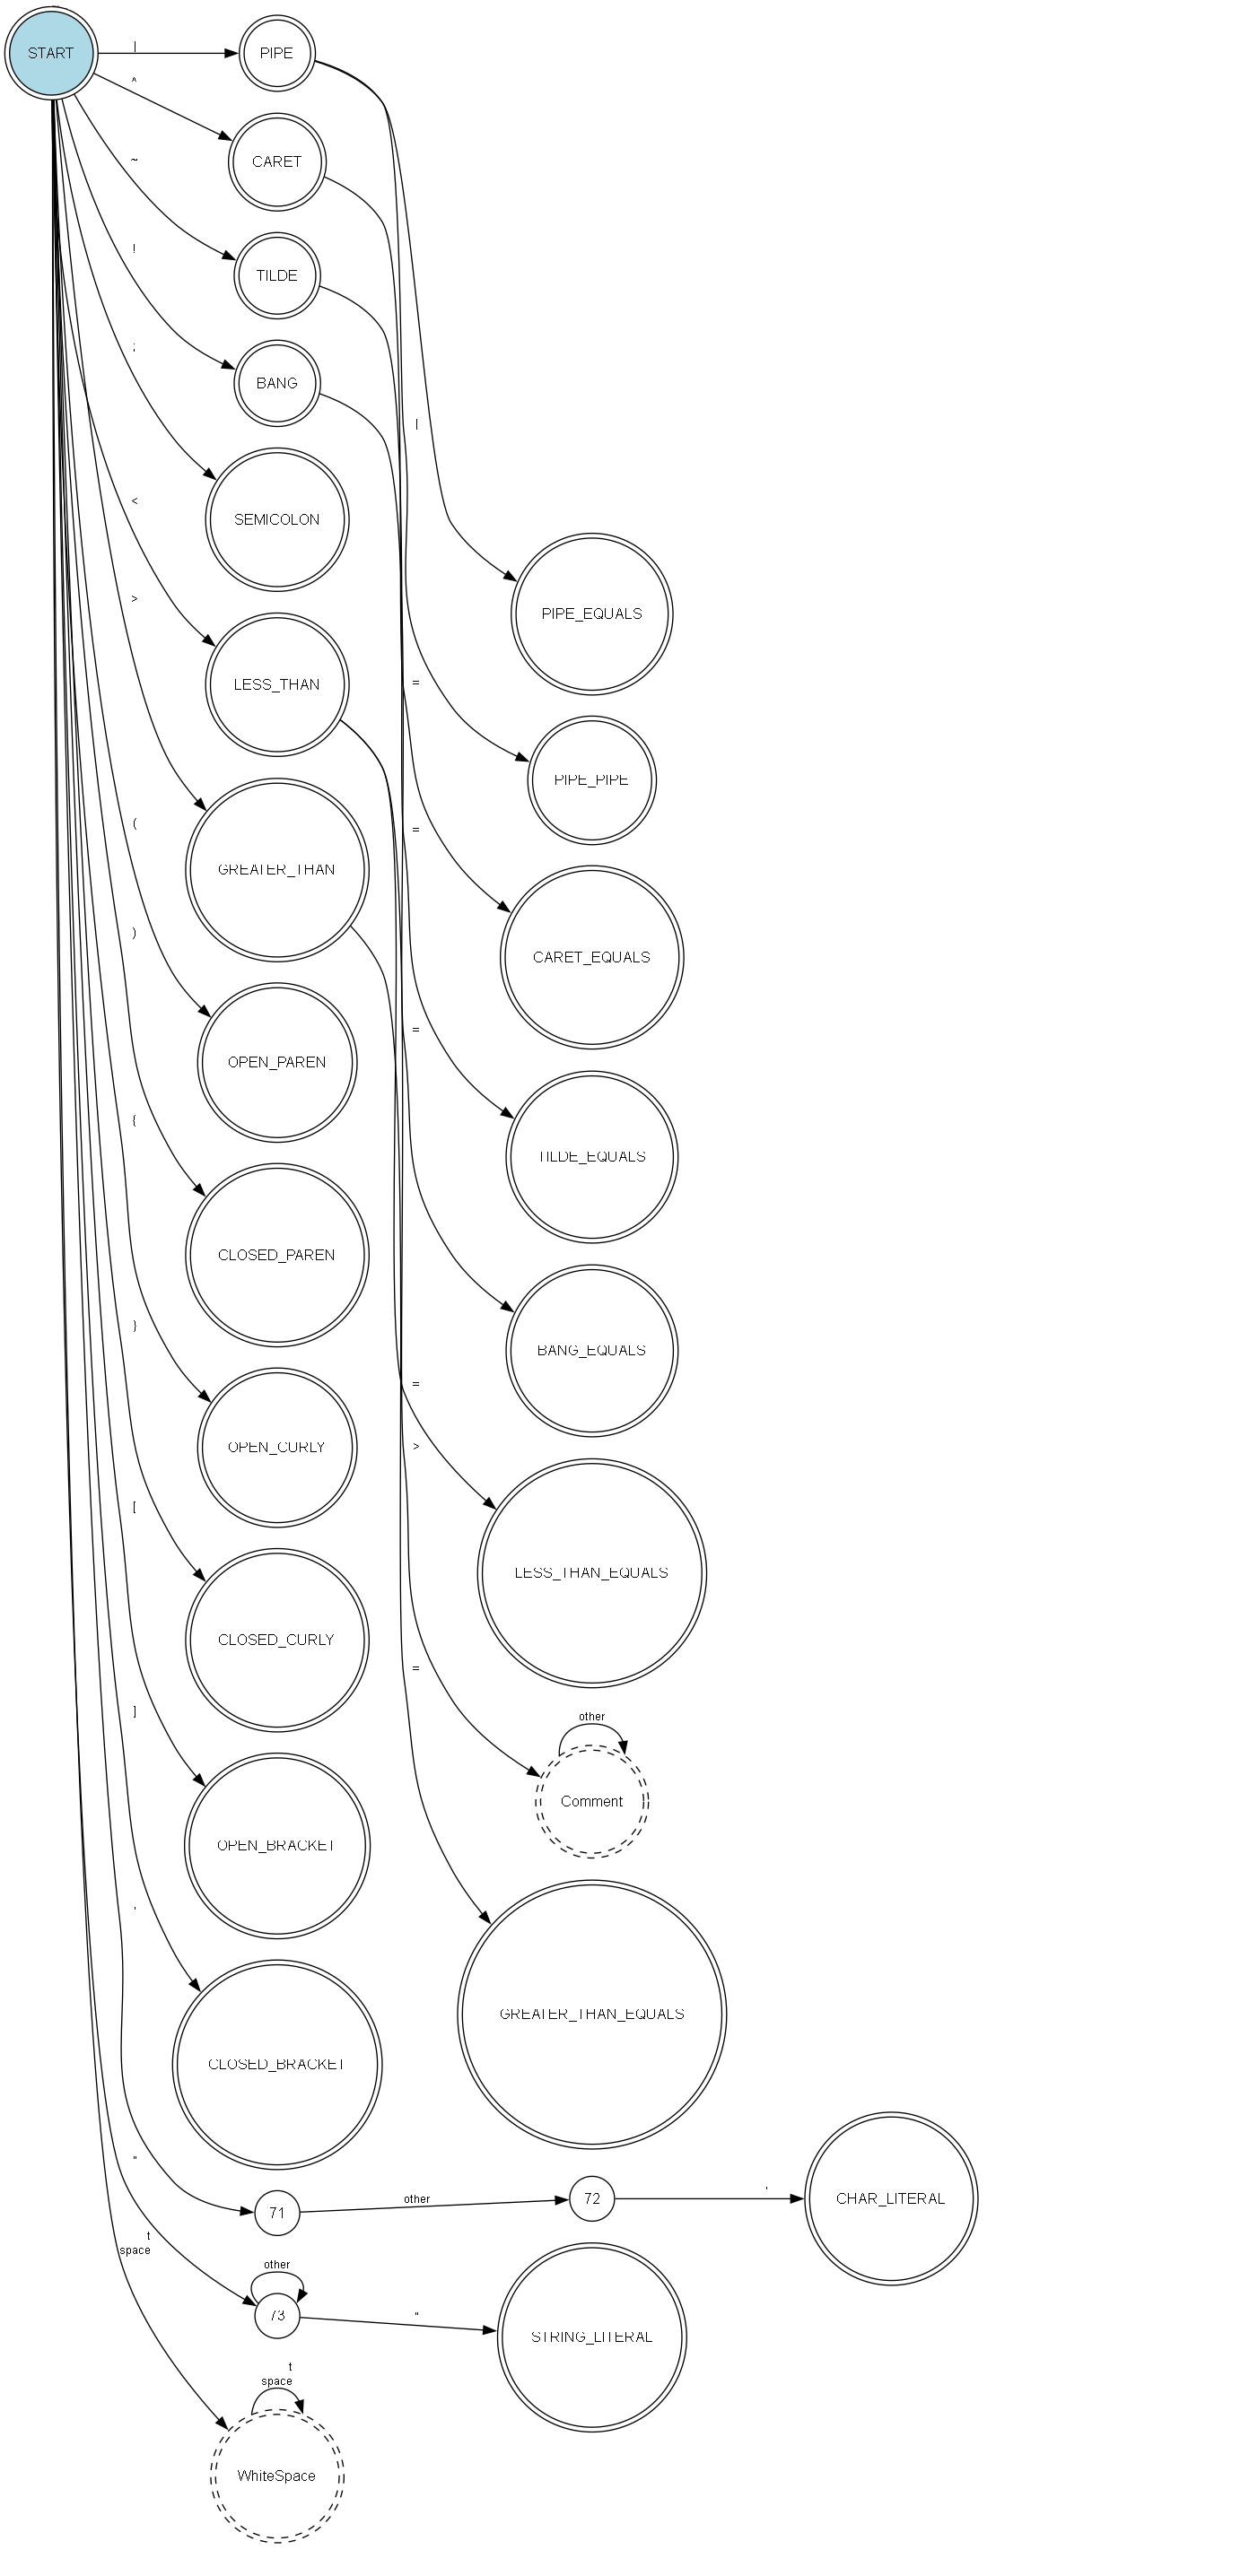 START
|
PIPE
^
CARET
~
TILDE
!
BANG
;
SEMICOLON
<
LESS_THAN
>
GREATER_THAN
(
OPEN_PAREN
)
CLOSED_PAREN
{
OPEN_CURLY
}
CLOSED_CURLY
[
OPEN_BRACKET
]
CLOSED_BRACKET
'
71
other
72
'
CHAR_LITERAL
"
73
other
"
STRING_LITERAL
t
space
WhiteSpace
t
space
|
PIPE_EQUALS
=
PIPE_PIPE
=
CARET_EQUALS
=
TILDE_EQUALS
BANG_EQUALS
=
>
LESS_THAN_EQUALS
=
other
Comment
GREATER_THAN_EQUALS